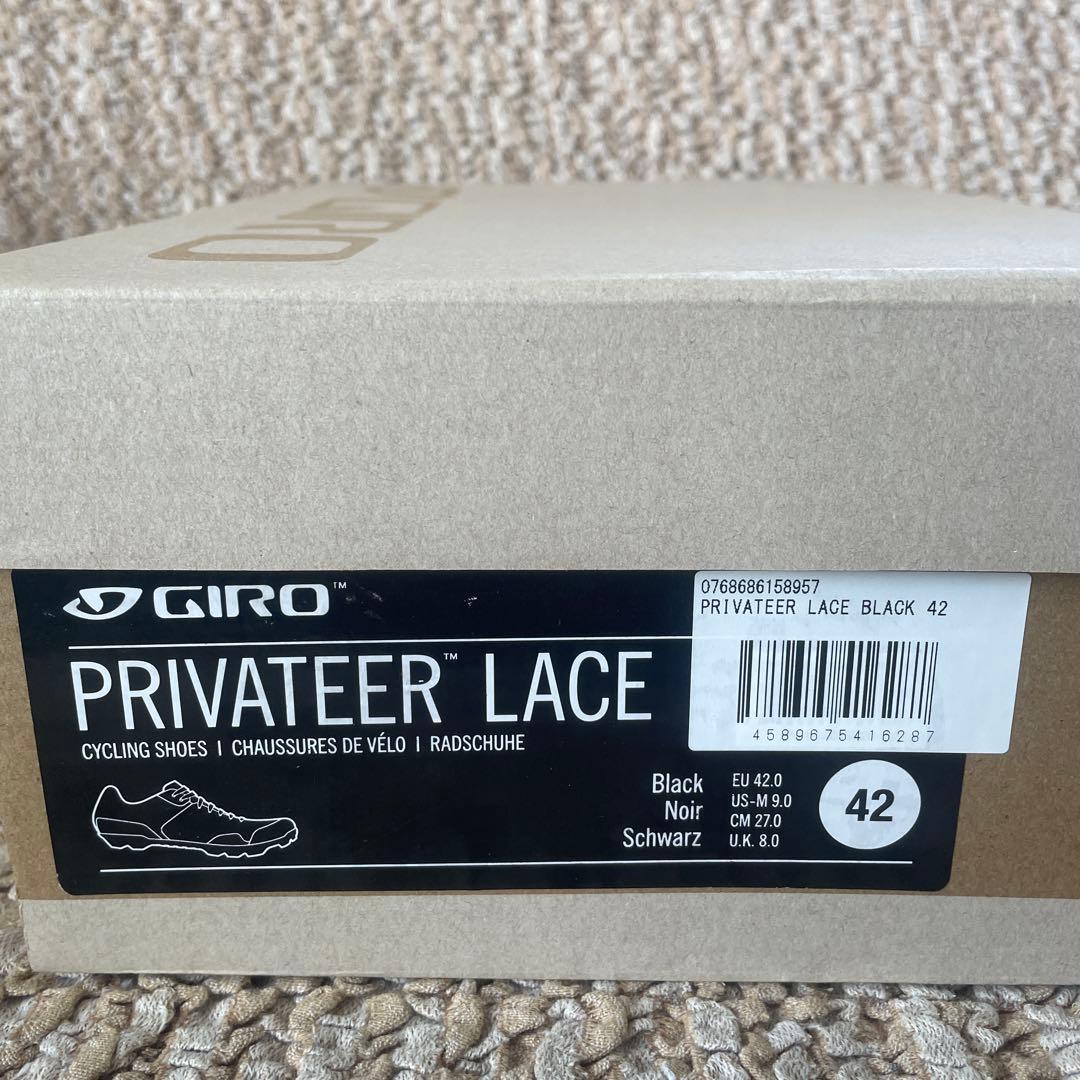 GIRO
GIRO™
PRIVATEER™ LACE
CYCLING SHOES | CHAUSSURES DE VÉLO | RADSCHUHE
0768686158957
PRIVATEER LACE BLACK 42
4589675416287
Black
Noir
Schwarz
EU 42.0
US-M 9.0
CM 27.0
U.K. 8.0
42